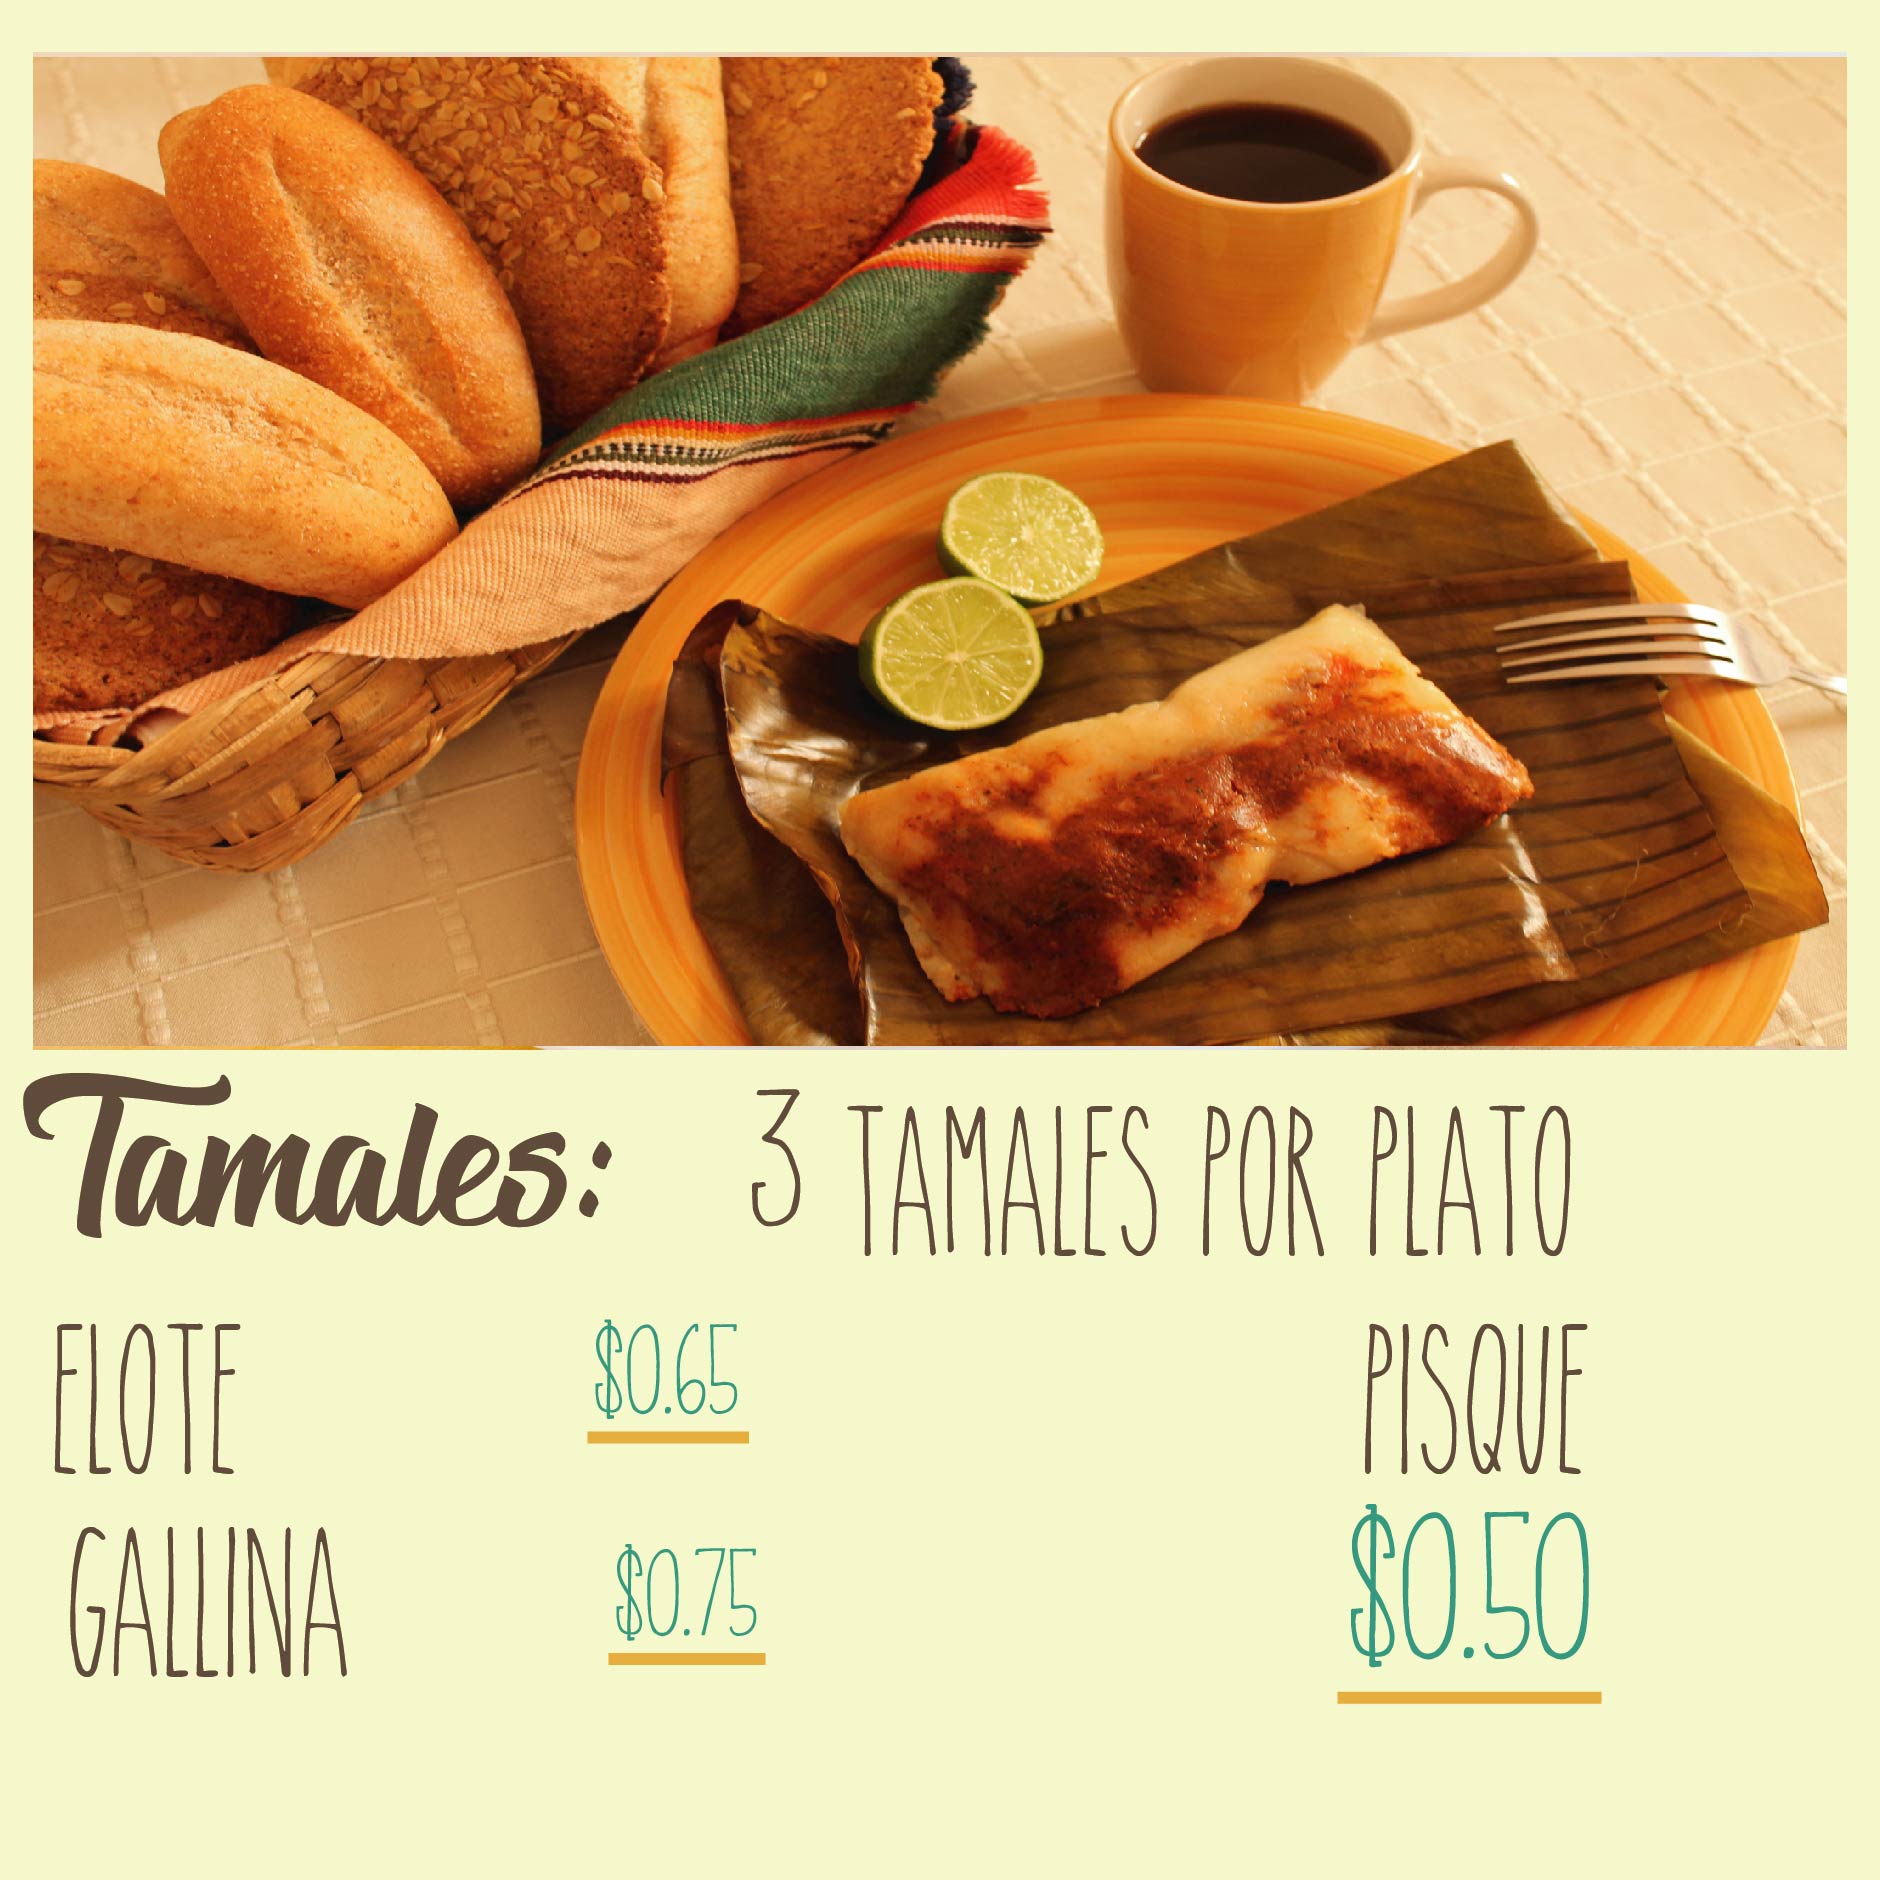 Tamales: 3 TAMALES POR PLATO
ELOTE $0.65
PISQUE
$0.50
GALLINA $0.75